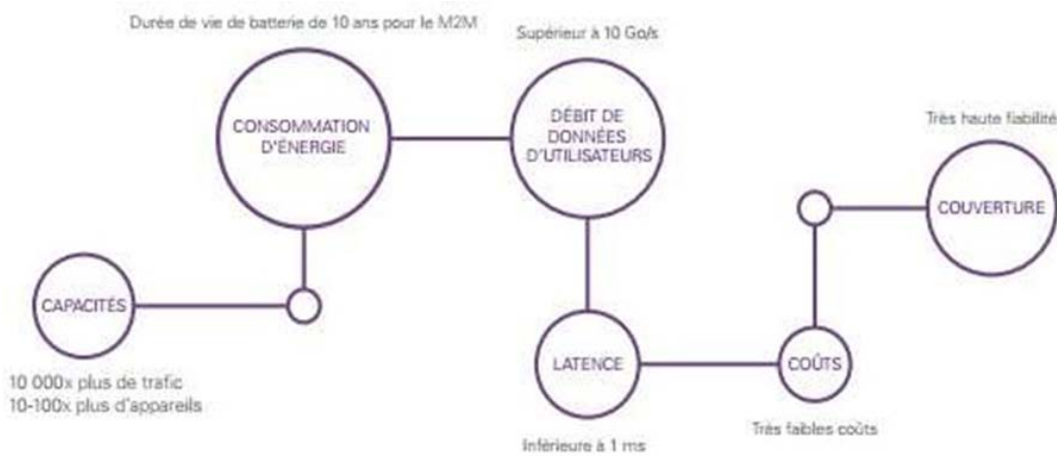 Durée de vie de batterie de 10 ans pour le M2M
CONSOMMATION
D'ÉNERGIE
Supérieur à 10 Go/s
DÉBIT DE
DONNÉES
D'UTILISATEURS
Très haute fiabilité
COUVERTURE
CAPACITÉS
10 000x plus de trafic
10-100x plus d'appareils
LATENCE
Inférieure à 1 ms
COÛTS
Très faibles coûts